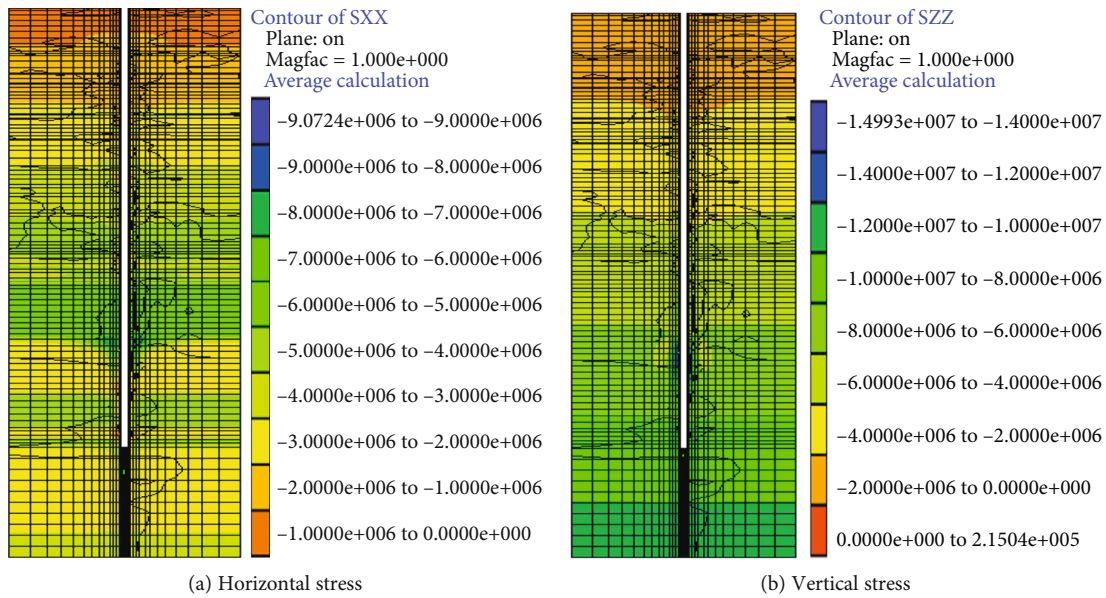 Contour of SXX
Plane: on
Magfac = 1.000e+000
Average calculation
–9.0724e+006 to –9.0000e+006
–9.0000e+006 to –8.0000e+006
–8.0000e+006 to –7.0000e+006
–7.0000e+006 to –6.0000e+006
–6.0000e+006 to –5.0000e+006
–5.0000e+006 to –4.0000e+006
–4.0000e+006 to –3.0000e+006
–3.0000e+006 to –2.0000e+006
–2.0000e+006 to –1.0000e+006
–1.0000e+006 to 0.0000e+000
(a) Horizontal stress
Contour of SZZ
Plane: on
Magfac = 1.000e+000
Average calculation
–1.4993e+007 to –1.4000e+007
–1.4000e+007 to –1.2000e+007
–1.2000e+007 to –1.0000e+007
–1.0000e+007 to –8.0000e+006
–8.0000e+006 to –6.0000e+006
–6.0000e+006 to –4.0000e+006
–4.0000e+006 to –2.0000e+006
–2.0000e+006 to 0.0000e+000
0.0000e+000 to 2.1504e+005
(b) Vertical stress